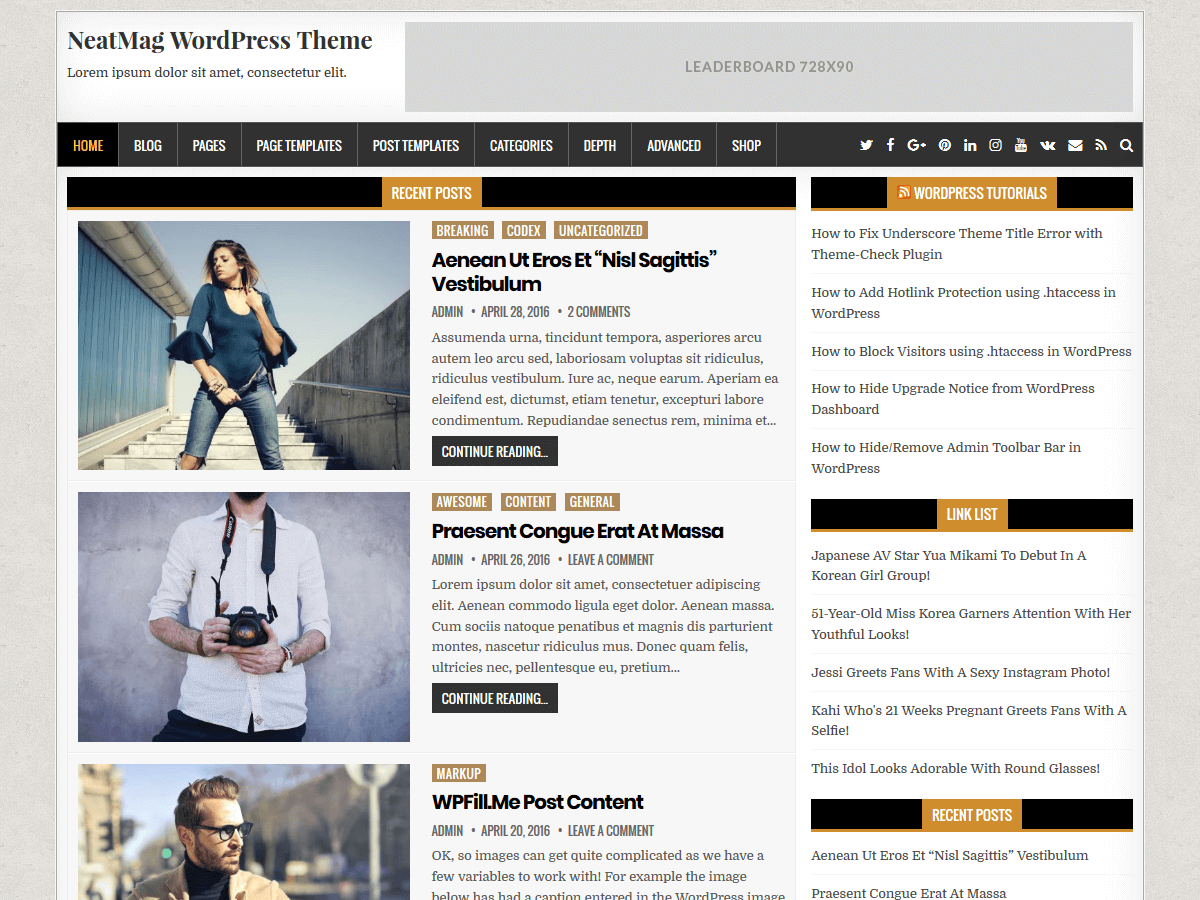 NeatMag WordPress Theme
Lorem ipsum dolor sit amet, consectetur elit.
LEADERBOARD 728X90
HOME BLOG PAGES PAGE TEMPLATES POST TEMPLATES CATEGORIES DEPTH ADVANCED SHOP
RECENT POSTS
BREAKING CODEX UNCATEGORIZED
Aenean Ut Eros Et “Nisl Sagittis”
Vestibulum
ADMIN • APRIL 28, 2016 • 2 COMMENTS
Assumenda urna, tincidunt tempora, asperiores arcu
autem leo arcu sed, laboriosam voluptas sit ridiculus,
ridiculus vestibulum. Iure ac, neque earum. Aperiam ea
eleifend est, dictumst, etiam tenetur, excepturi labore
condimentum. Repudiandae senectus rem, minima et...
CONTINUE READING...
AWESOME CONTENT GENERAL
Praesent Congue Erat At Massa
ADMIN • APRIL 26, 2016 • LEAVE A COMMENT
Lorem ipsum dolor sit amet, consectetuer adipiscing
elit. Aenean commodo ligula eget dolor. Aenean massa.
Cum sociis natoque penatibus et magnis dis parturient
montes, nascetur ridiculus mus. Donec quam felis,
ultricies nec, pellentesque eu, pretium...
CONTINUE READING...
MARKUP
WPFill.Me Post Content
ADMIN • APRIL 20, 2016 • LEAVE A COMMENT
OK, so images can get quite complicated as we have a
few variables to work with! For example the image
below has had a caption entered in the WordPress image
WORDPRESS TUTORIALS
How to Fix Underscore Theme Title Error with
Theme-Check Plugin
How to Add Hotlink Protection using .htaccess in
WordPress
How to Block Visitors using .htaccess in WordPress
How to Hide Upgrade Notice from WordPress
Dashboard
How to Hide/Remove Admin Toolbar Bar in
WordPress
LINK LIST
Japanese AV Star Yua Mikami To Debut In A
Korean Girl Group!
51-Year-Old Miss Korea Garners Attention With Her
Youthful Looks!
Jessi Greets Fans With A Sexy Instagram Photo!
Kahi Who's 21 Weeks Pregnant Greets Fans With A
Selfie!
This Idol Looks Adorable With Round Glasses!
RECENT POSTS
Aenean Ut Eros Et “Nisl Sagittis” Vestibulum
Praesent Congue Erat At Massa